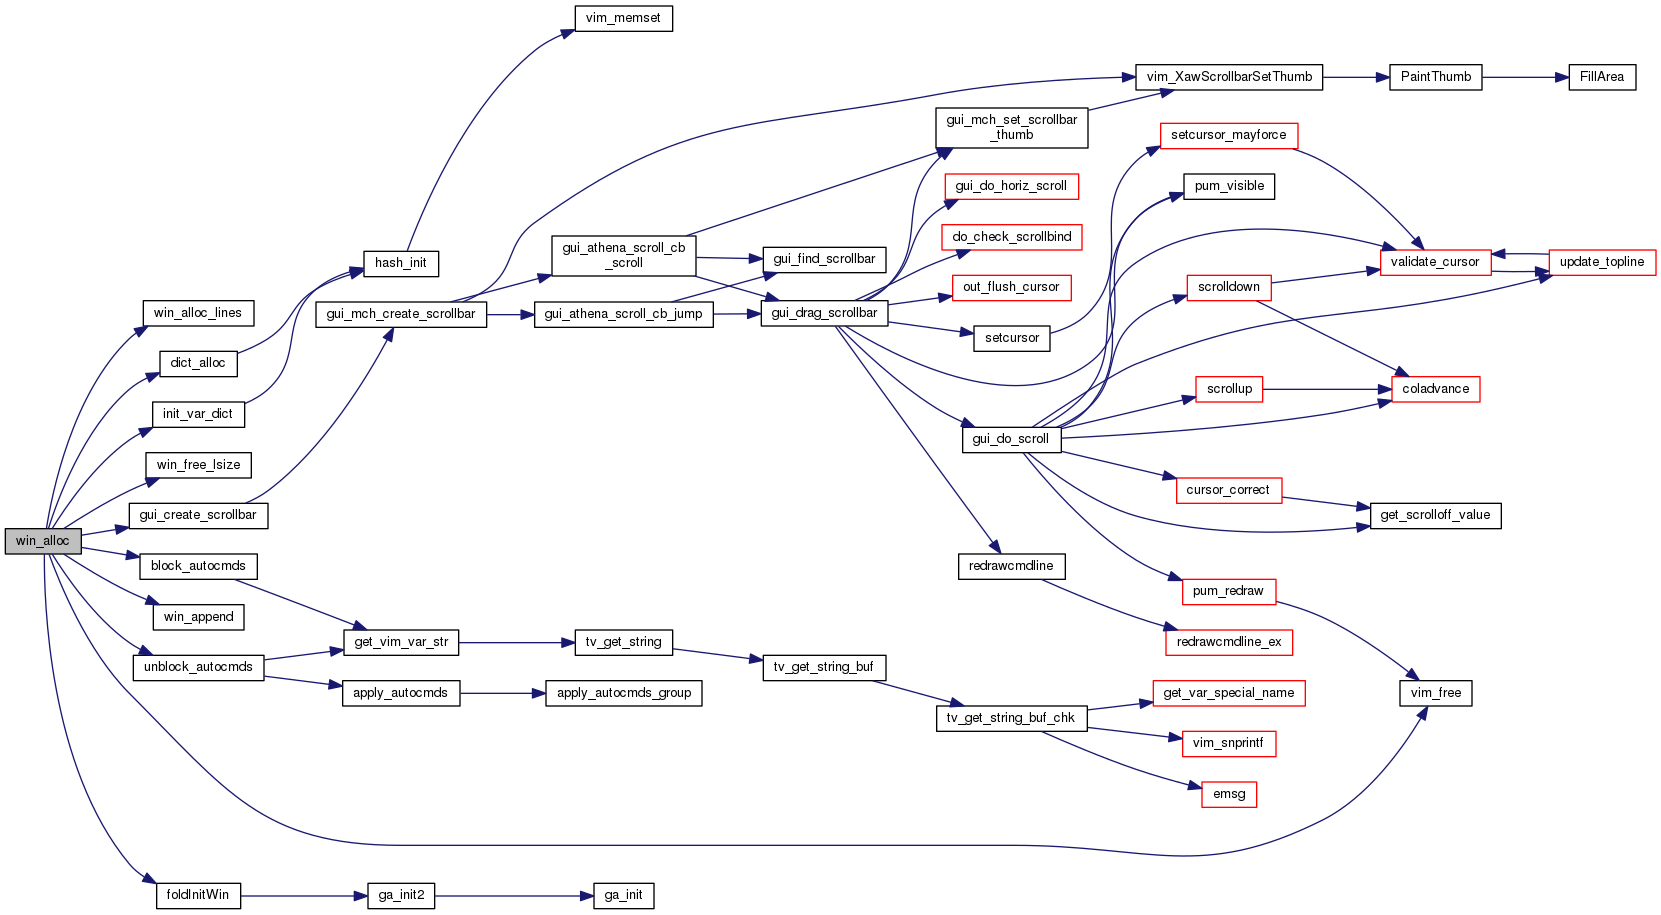 vim_memset
vim_XawScrollbarSetThumb
PaintThumb
FillArea
gui_mch_set_scrollbar
_thumb
setcursor_mayforce
gui_do_horiz_scroll
pum_visible
do_check_scrollbind
gui_athena_scroll_cb
_scroll
gui_find_scrollbar
hash_init
validate_cursor
update_topline
out_flush_cursor
scrolldown
win_alloc_lines
gui_mch_create_scrollbar
gui_athena_scroll_cb_jump
gui_drag_scrollbar
setcursor
dict_alloc
scrollup
coladvance
init_var_dict
gui_do_scroll
win_free_lsize
cursor_correct
gui_create_scrollbar
get_scrolloff_value
win_alloc
block_autocmds
redrawcmdline
pum_redraw
win_append
get_vim_var_str
tv_get_string
redrawcmdline_ex
unblock_autocmds
tv_get_string_buf
apply_autocmds
apply_autocmds_group
get_var_special_name
vim_free
tv_get_string_buf_chk
vim_snprintf
emsg
foldInitWin
ga_init2
ga_init